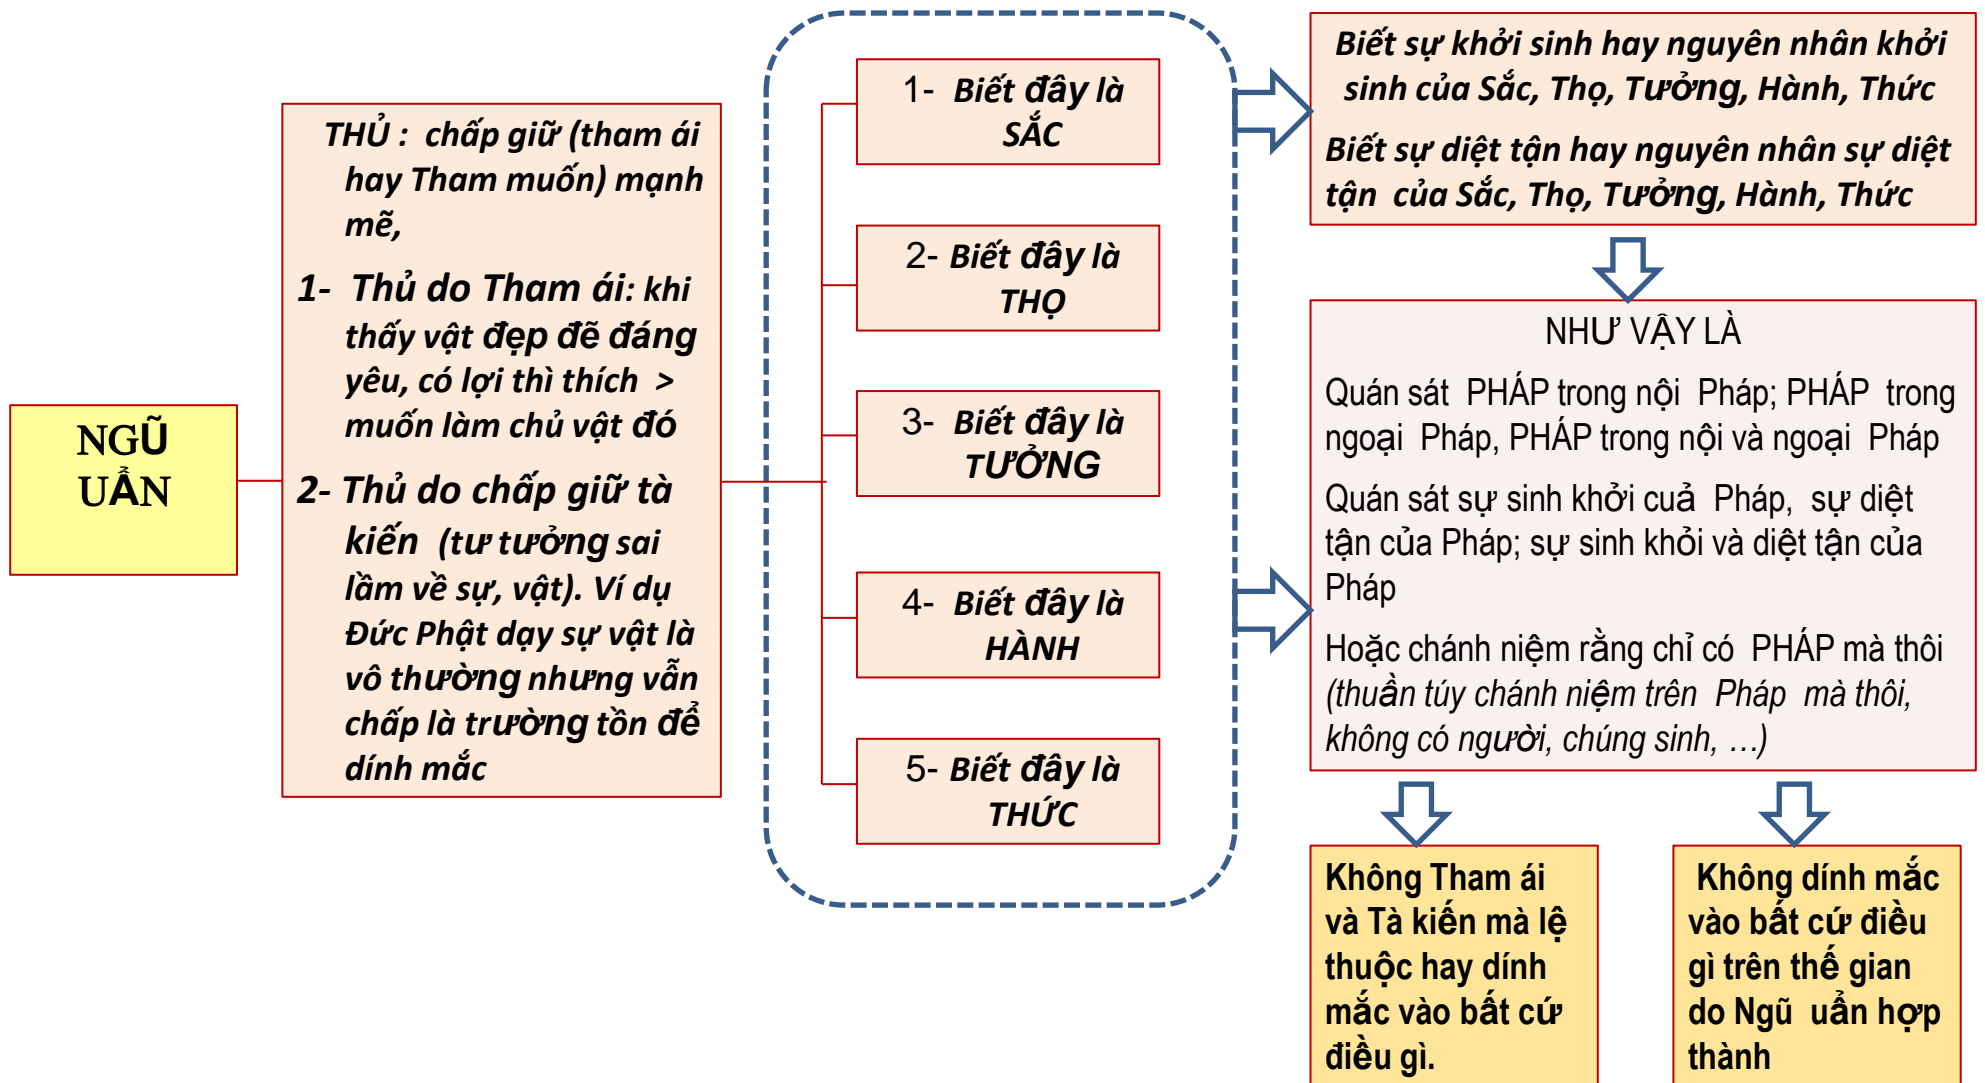 NGŨ
UẨN
THỦ : chấp giữ (tham ái
hay Tham muốn) mạnh
mẽ,
1- Thủ do Tham ái: khi
thấy vật đẹp đẽ đáng
yêu, có lợi thì thích >
muốn làm chủ vật đó
2- Thủ do chấp giữ tà
kiến (tư tưởng sai
lầm về sự, vật). Ví dụ
Đức Phật dạy sự vật là
vô thường nhưng vẫn
chấp là trường tồn để
dính mắc
1- Biết đây là
SẮC
2- Biết đây là
THỌ
3- Biết đây là
TƯỞNG
4- Biết đây là
HÀNH
5- Biết đây là
THỨC
Biết sự khởi sinh hay nguyên nhân khởi
sinh của Sắc, Thọ, Tưởng, Hành, Thức
Biết sự diệt tận hay nguyên nhân sự diệt
tận của Sắc, Thọ, Tưởng, Hành, Thức
NHƯ VẬY LÀ
Quán sát PHÁP trong nội Pháp; PHÁP trong
ngoại Pháp, PHÁP trong nội và ngoại Pháp
Quán sát sự sinh khởi cuả Pháp, sự diệt
tận của Pháp; sự sinh khỏi và diệt tận của
Pháp
Hoặc chánh niệm rằng chỉ có PHÁP mà thôi
(thuần túy chánh niệm trên Pháp mà thôi,
không có người, chúng sinh, …)
Không Tham ái
và Tà kiến mà lệ
thuộc hay dính
mắc vào bất cứ
điều gì.
Không dính mắc
vào bất cứ điều
gì trên thế gian
do Ngũ uẩn hợp
thành